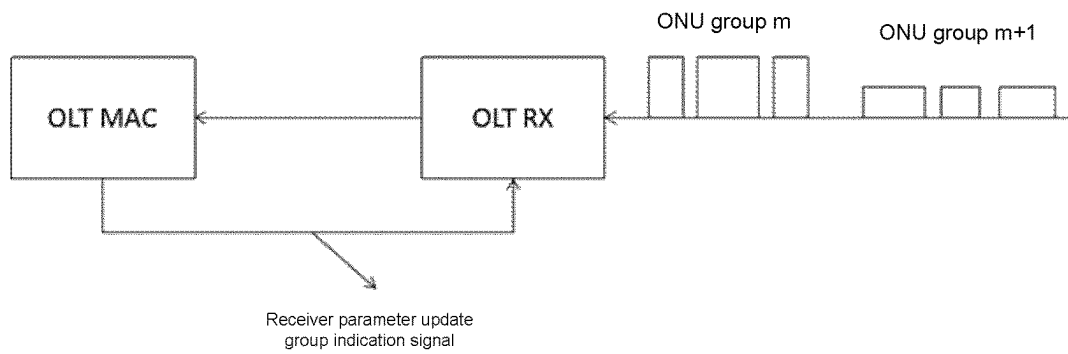 ONU group m
ONU group m+1
OLT MAC
OLT RX
Receiver parameter update
group indication signal